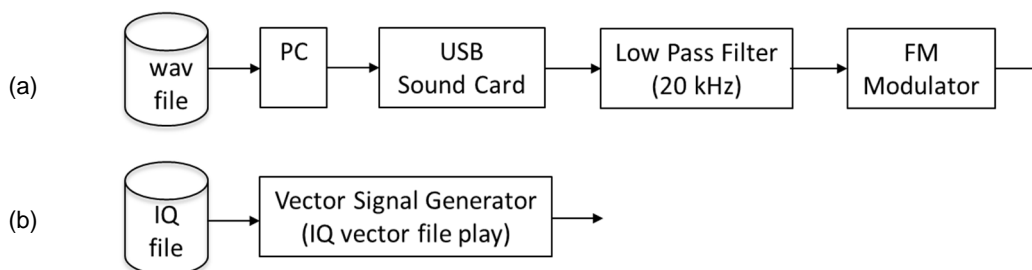 (a)
wav
file
PC
USB
Sound Card
Low Pass Filter
(20 kHz)
FM
Modulator
(b)
IQ
file
Vector Signal Generator
(IQ vector file play)